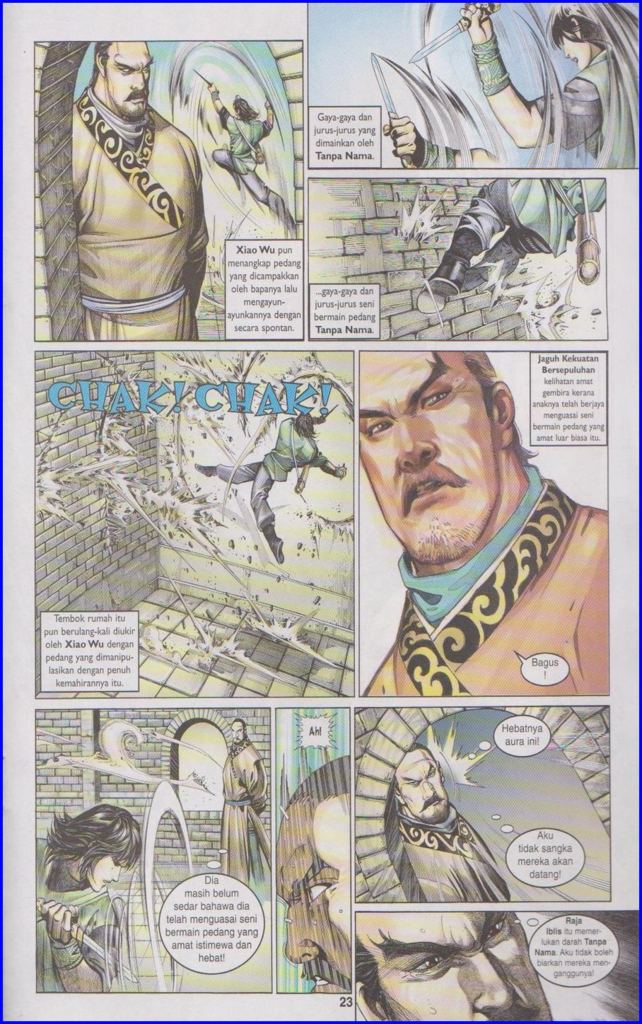 Xiao Wu pun
menangkap pedang
yang dicampakkan
oleh bapanya lalu
mengayun-
ayunkannya dengan
secara spontan.
Gaya-gaya dan
jurus-jurus yang
dimainkan oleh
Tanpa Nama.
...gaya-gaya dan
jurus-jurus seni
bermain pedang
Tanpa Nama.
CHAK! CHAK!
Tembok rumah itu
pun berulang-kali diukir
oleh Xiao Wu dengan
pedang yang dimanipu-
lasikan dengan penuh
kemahirannya itu.
Jaguh Kekuatan
Bersepuluhan
kelihatan amat
gembira kerana
anaknya telah berjaya
menguasai seni
bermain pedang yang
amat luar biasa itu.
Bagus
!
Dia
masih belum
sedar bahawa dia
telah menguasai seni
bermain pedang yang
amat istimewa dan
hebat!
Ah!
Hebatnya
aura ini!
Aku
tidak sangka
mereka akan
datang!
Raja
Iblis itu memer-
lukan darah Tanpa
Nama. Aku tidak boleh
biarkan mereka men-
ganggunya!
23